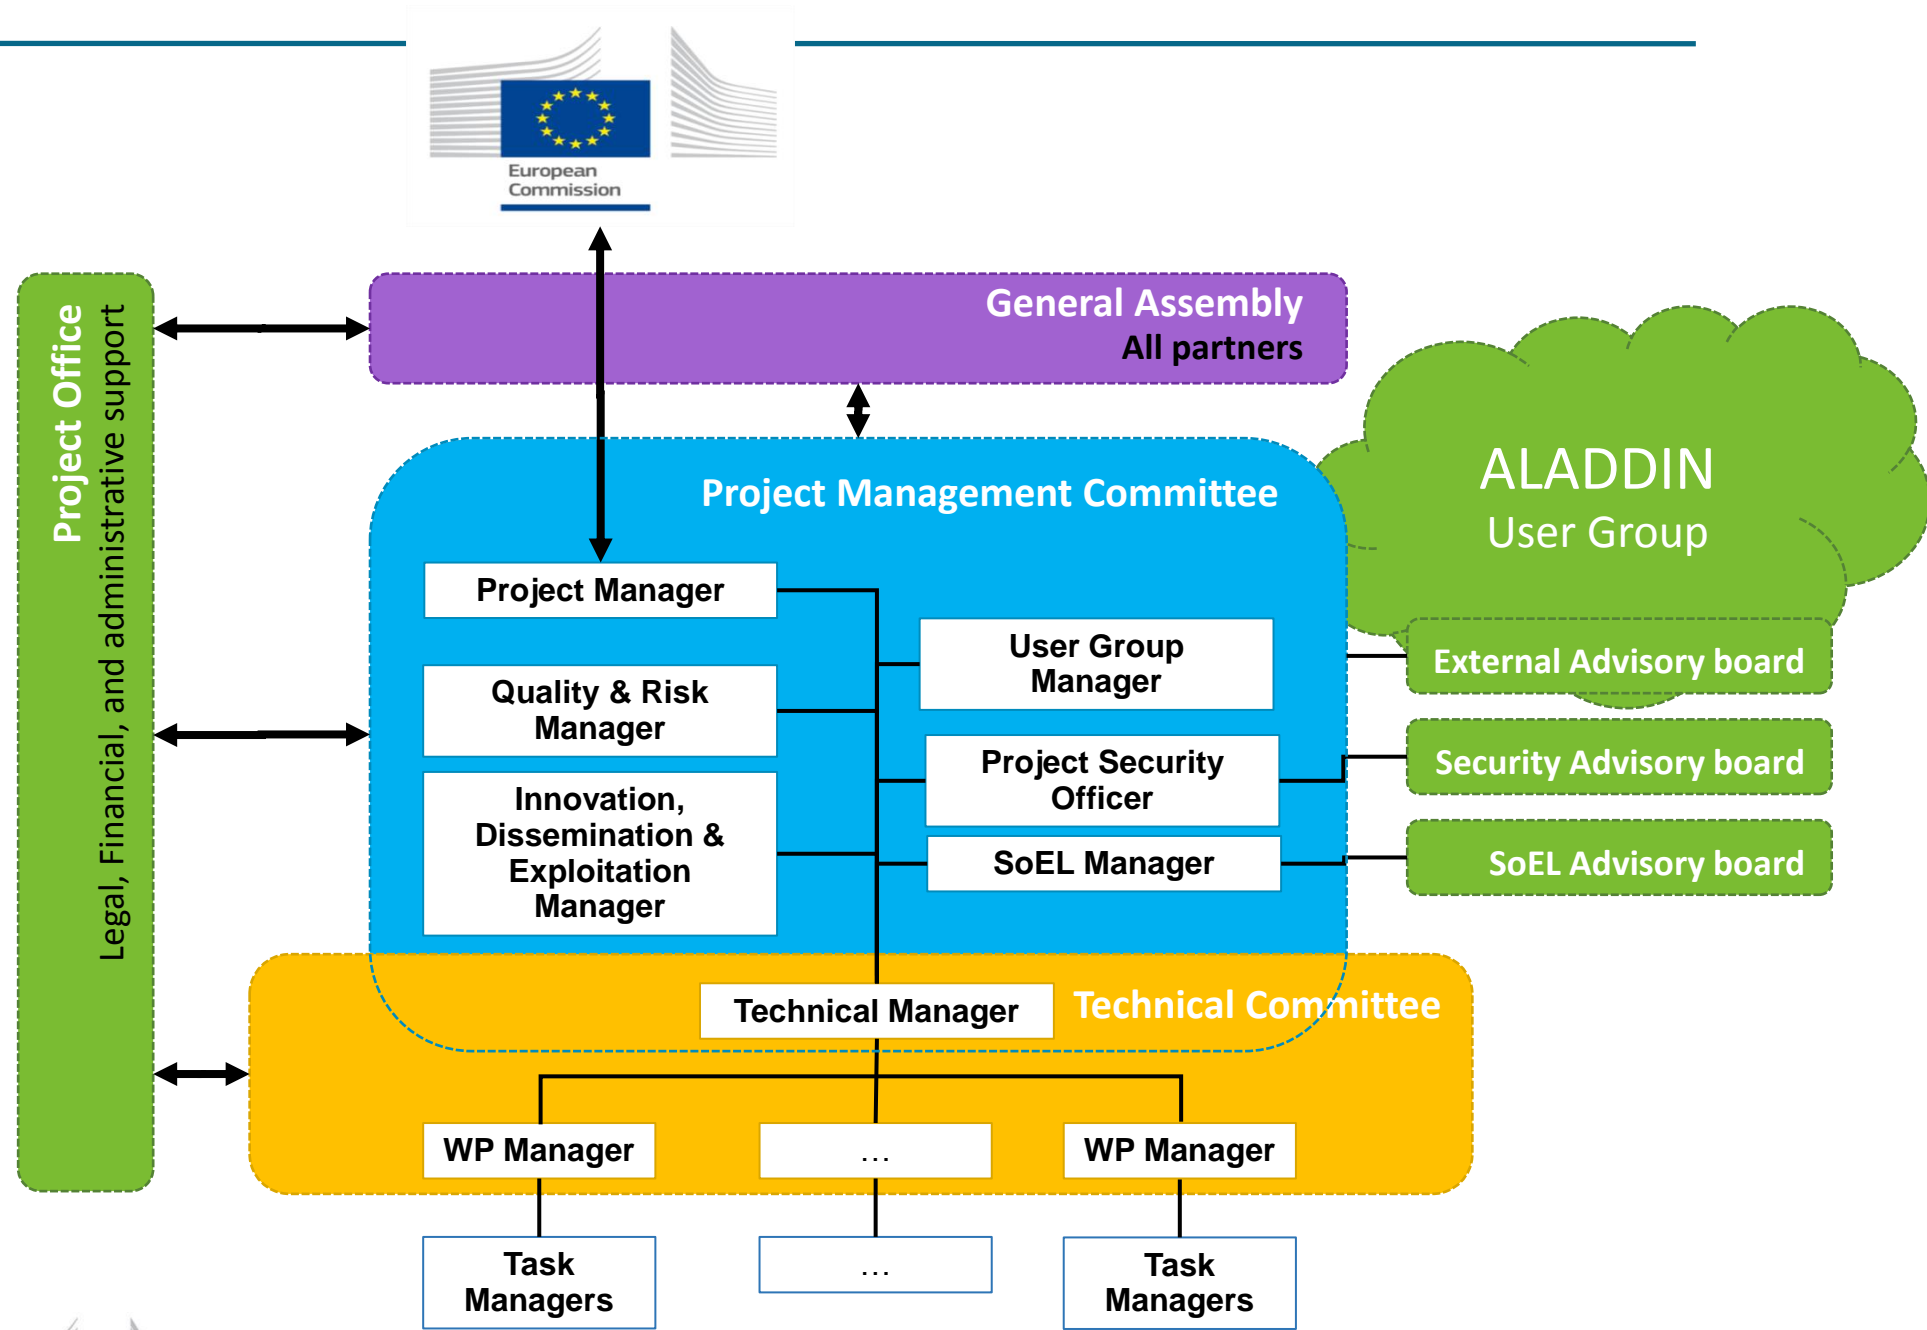 European
Commission
General Assembly
All partners
Project Office
Legal, Financial, and administrative support
Project Management Committee
ALADDIN
User Group
Project Manager
User Group
Manager
External Advisory board
Quality & Risk
Manager
Project Security
Officer
Security Advisory board
Innovation,
Dissemination &
Exploitation
Manager
SoEL Manager
SoEL Advisory board
Technical Manager
Technical Committee
WP Manager
...
WP Manager
Task
Managers
...
Task
Managers